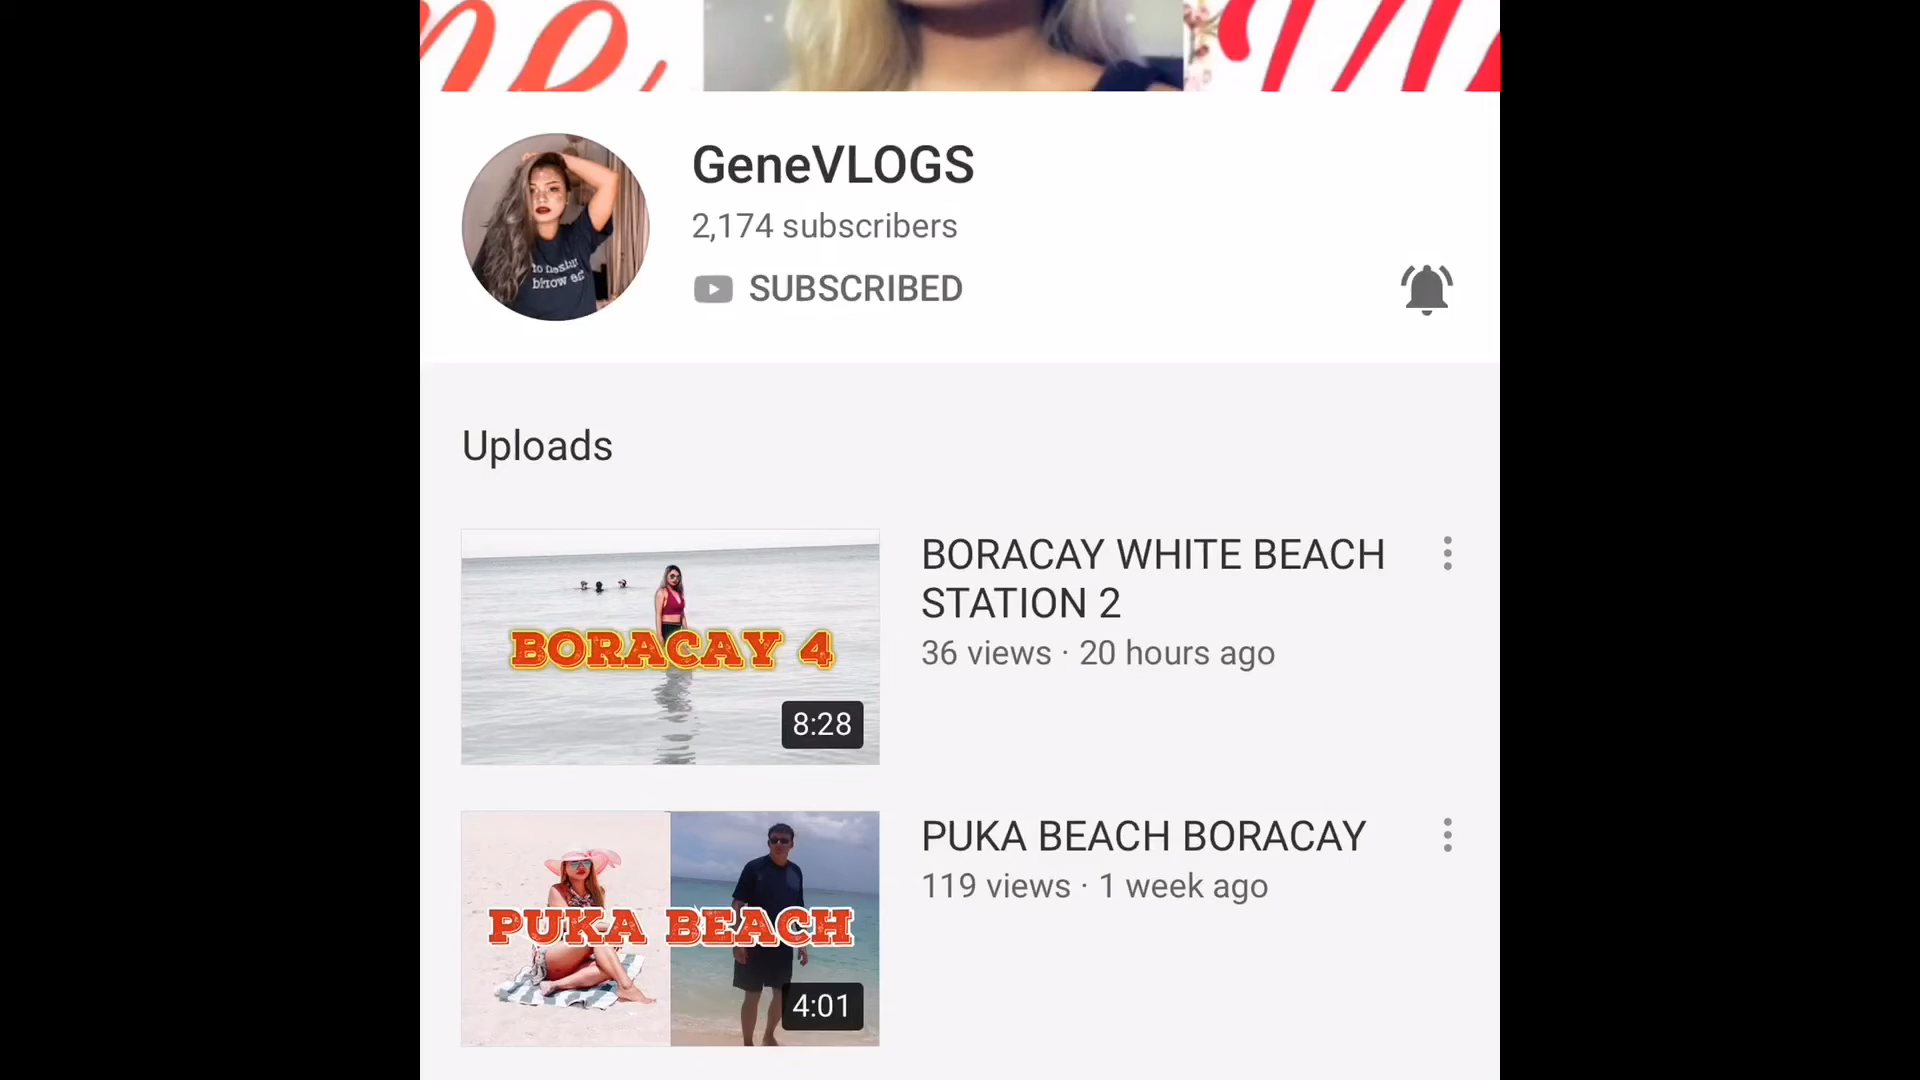 GeneVLOGS
2,174 subscribers
SUBSCRIBED
Uploads
BORACAY 4
8:28
BORACAY WHITE BEACH
STATION 2
36 views · 20 hours ago
PUKA BEACH
4:01
PUKA BEACH BORACAY
119 views · 1 week ago